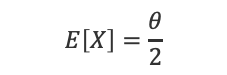 E[X] = θ/2